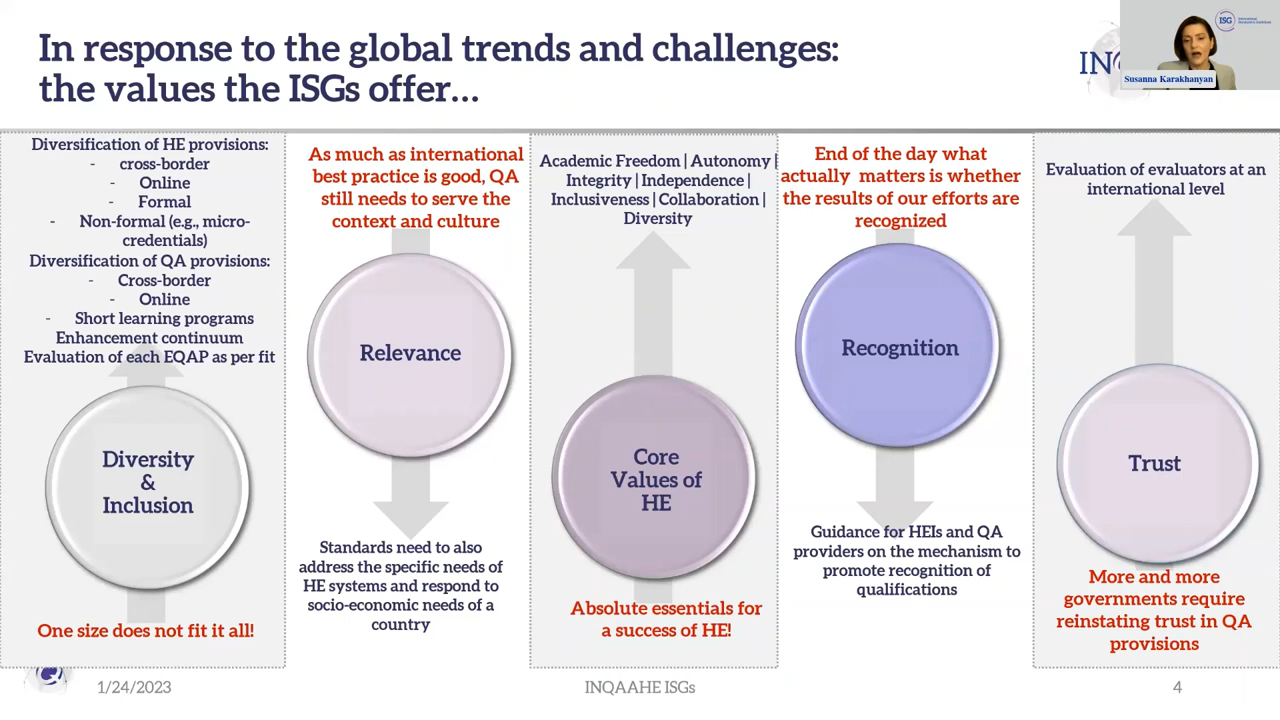 In response to the global trends and challenges:
the values the ISGs offer...
ISG
Susanna Karakhanyan
Diversification of HE provisions:
- cross-border
- Online
- Formal
- Non-formal (e.g., micro-
credentials)
Diversification of QA provisions:
- Cross-border
- Online
- Short learning programs
Enhancement continuum
Evaluation of each EQAP as per fit
Diversity
&
Inclusion
One size does not fit it all!
As much as international
best practice is good, QA
still needs to serve the
context and culture
Relevance
Standards need to also
address the specific needs of
HE systems and respond to
socio-economic needs of a
country
Academic Freedom | Autonomy |
Integrity | Independence |
Inclusiveness | Collaboration |
Diversity
Core
Values of
HE
Absolute essentials for
a success of HE!
End of the day what
actually matters is whether
the results of our efforts are
recognized
Recognition
Guidance for HEIs and QA
providers on the mechanism to
promote recognition of
qualifications
Evaluation of evaluators at an
international level
Trust
More and more
governments require
reinstating trust in QA
provisions
1/24/2023
INQAAHE ISGs
4